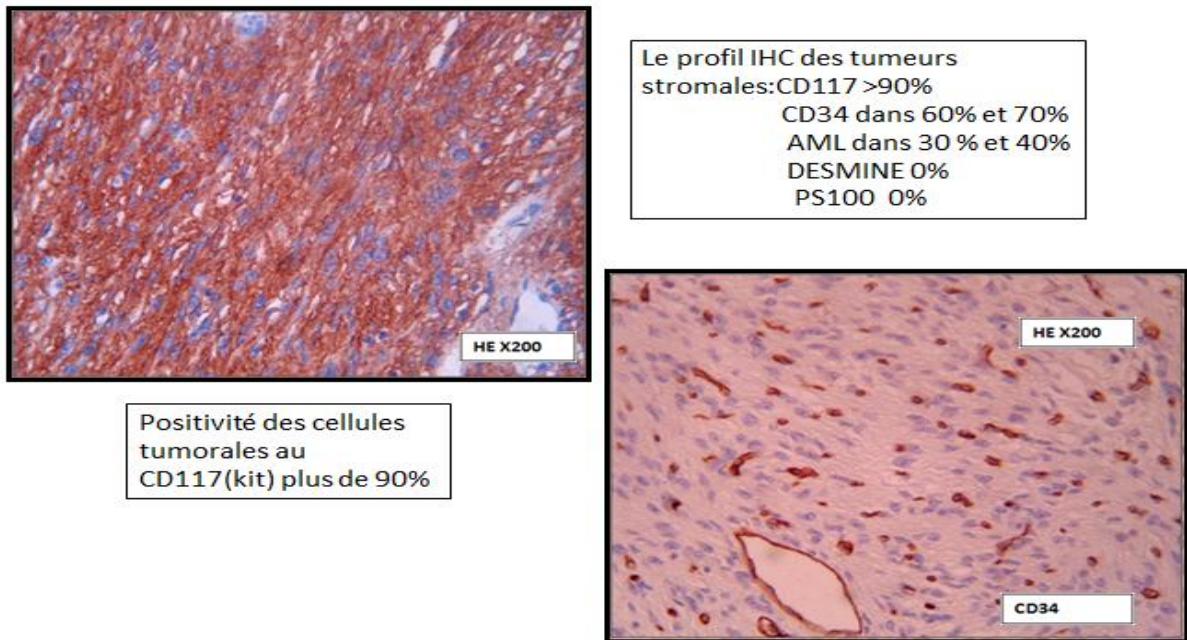 Le profil IHC des tumeurs
stromales:CD117 >90%
CD34 dans 60% et 70%
AML dans 30 % et 40%
DESMINE 0%
PS100 0%
HE X200
Positivité des cellules
tumorales au
CD117(kit) plus de 90%
HE X200
CD34